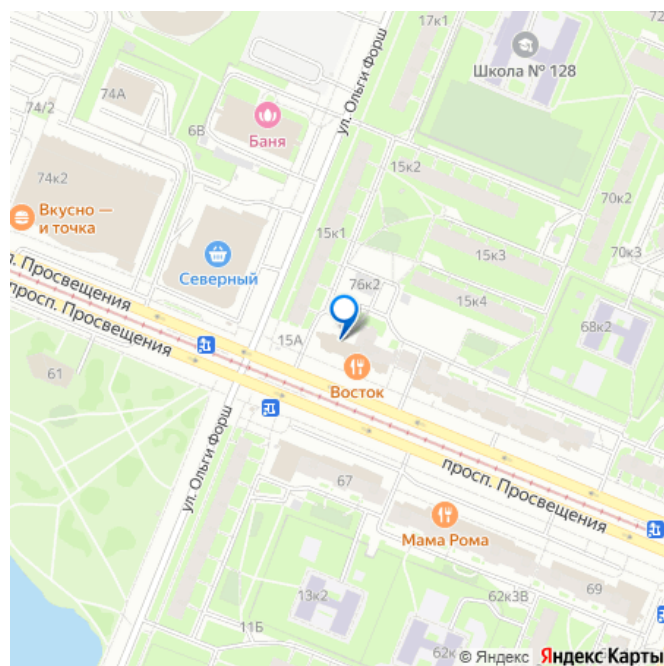 17к1
72
Школа № 128
74А
ул. Ольги Форш
74/2
6В
Баня
15к2
74к2
70к2
Вкусно —
и точка
15к1
Северный
15к3
70к3
76к2
15к4
л. Просвещения
просп. Просвещения
68к2
15А
61
Восток
ул. Ольги Форш
67
просп. Просвещения
Мама Рома
13к2
62к3В
69
11Б
62к
© Яндекс Яндекс Карты